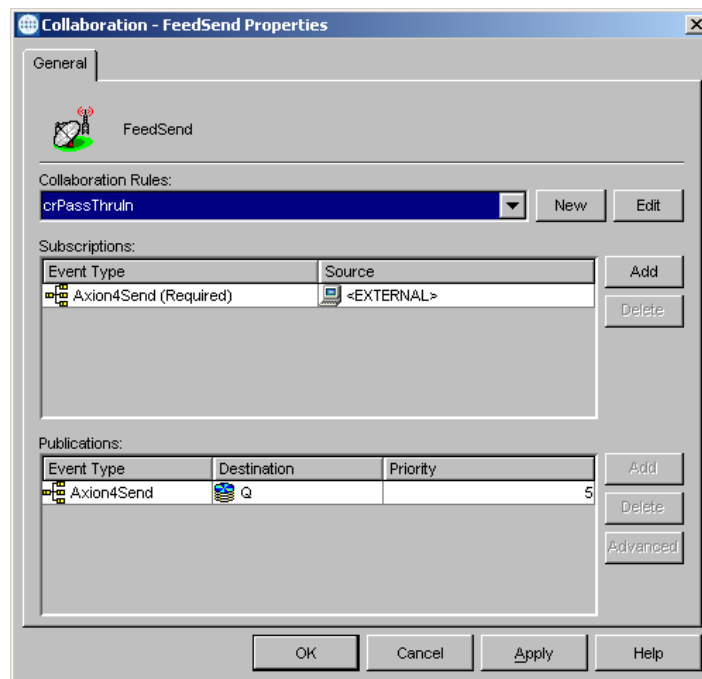 Collaboration - FeedSend Properties
General
FeedSend
Collaboration Rules:
crPassThruIn
New
Edit
Subscriptions:
Event Type Source
Axion4Send (Required) <EXTERNAL>
Add
Delete
Publications:
Event Type Destination Priority
Axion4Send Q 5
Add
Delete
Advanced
OK Cancel Apply Help